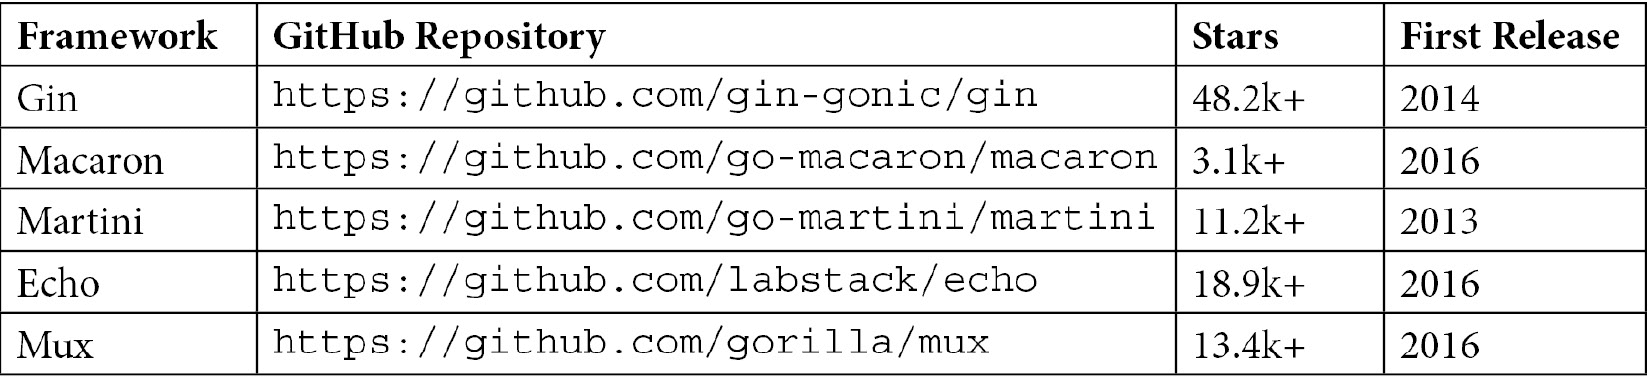 Framework GitHub Repository Stars First Release
Gin https://github.com/gin-gonic/gin 48.2k+ 2014
Macaron https://github.com/go-macaron/macaron 3.1k+ 2016
Martini https://github.com/go-martini/martini 11.2k+ 2013
Echo https://github.com/labstack/echo 18.9k+ 2016
Mux https://github.com/gorilla/mux 13.4k+ 2016